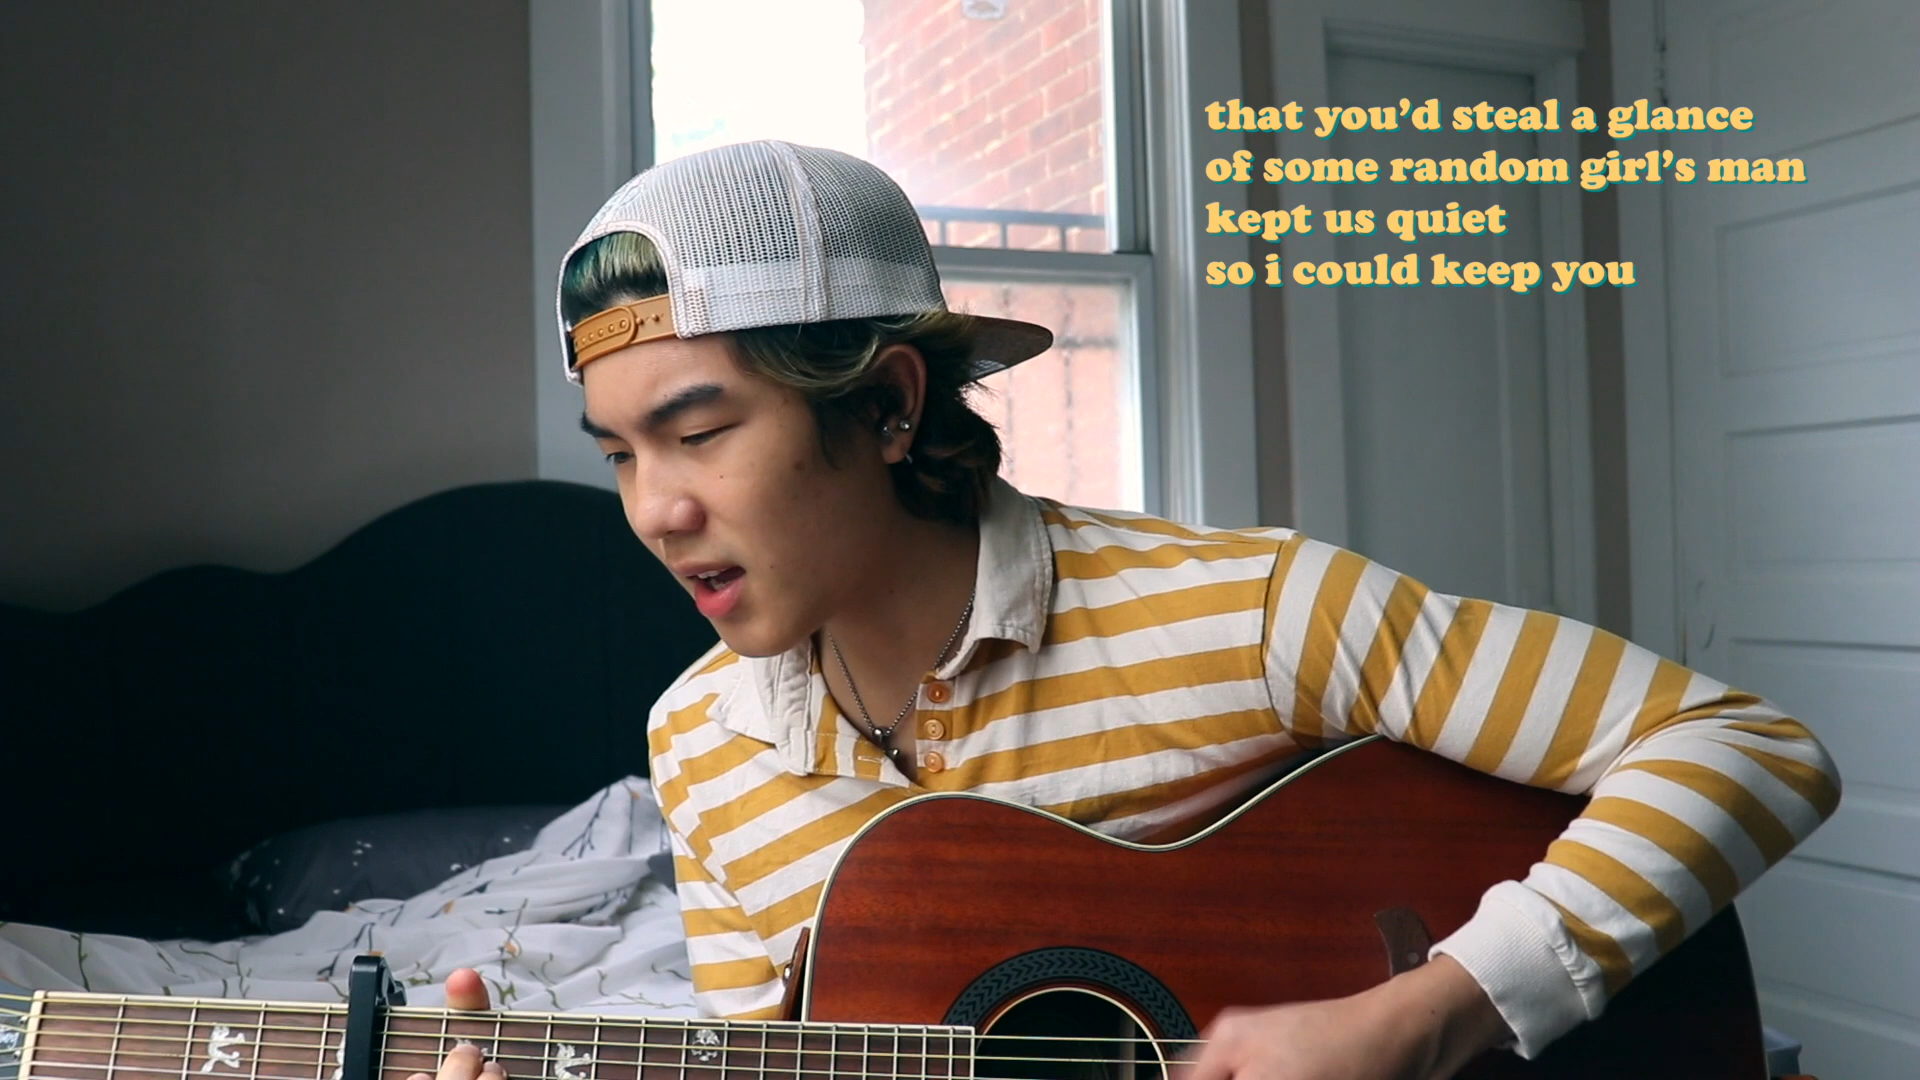 that you’d steal a glance
of some random girl’s man
kept us quiet
so i could keep you